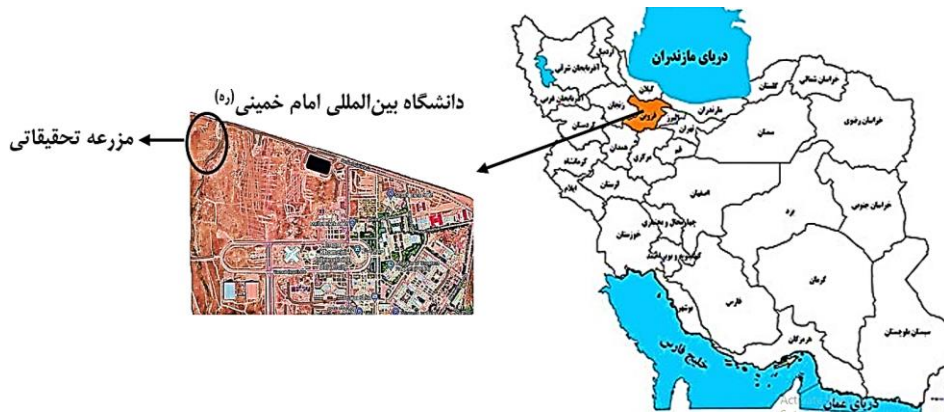 دانشگاه بین‌المللی امام خمینی(ره)
مزرعه تحقیقاتی
دریای مازندران
اردبیل
آذربایجان شرقی
آذربایجان غربی
گیلان
زنجان
کردستان
قزوین
البرز
مازندران
گلستان
خراسان شمالی
خراسان رضوی
تهران
سمنان
قم
همدان
مرکزی
کرمانشاه
ایلام
لرستان
اصفهان
یزد
خراسان جنوبی
خوزستان
چهارمحال و بختیاری
کهگیلویه و بویراحمد
فارس
کرمان
بوشهر
هرمزگان
سیستان بلوچستان
خلیج فارس
دریای عمان